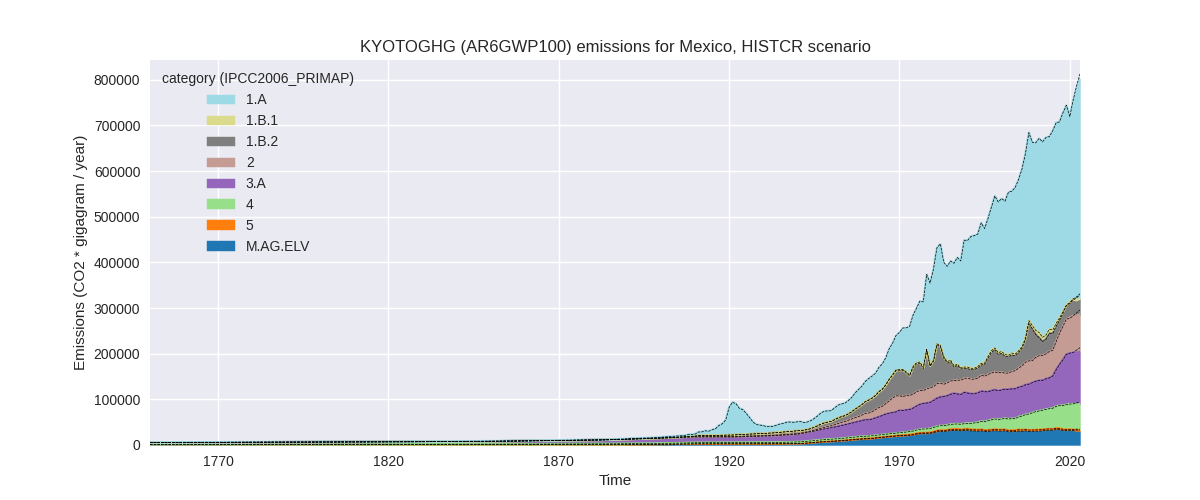 KYOTOGHG (AR6GWP100) emissions for Mexico, HISTCR scenario
Emissions (CO2 * gigagram / year)
800000
700000
600000
500000
400000
300000
200000
100000
0
category (IPCC2006_PRIMAP)
1.A
1.B.1
1.B.2
2
3.A
4
5
M.AG.ELV
1770
1820
1870
1920
1970
2020
Time